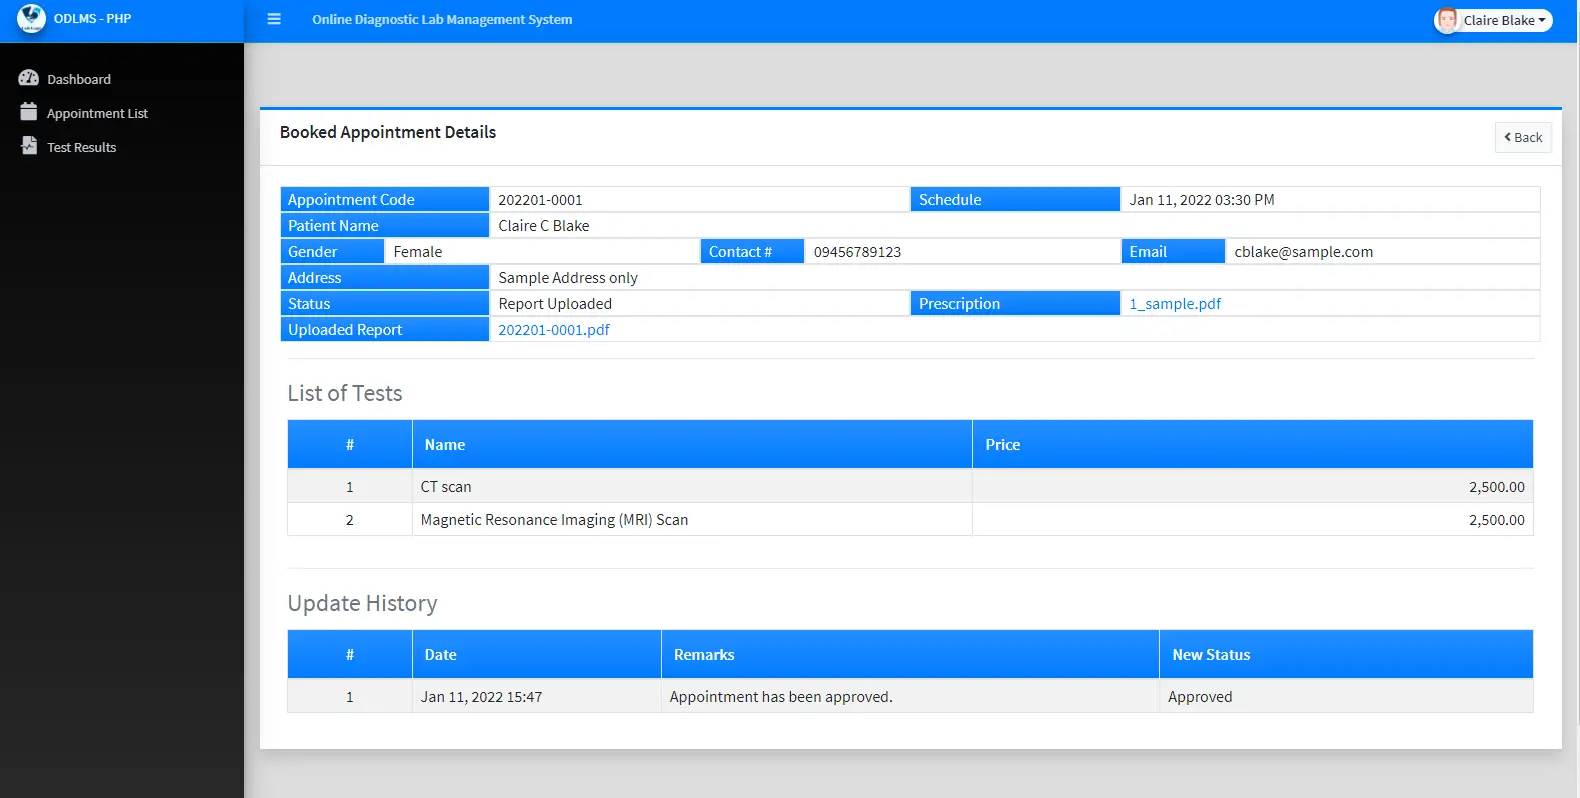 ODLMS - PHP
Online Diagnostic Lab Management System
Claire Blake
Dashboard
Appointment List
Test Results
Booked Appointment Details
Back
Appointment Code 202201-0001 Schedule Jan 11, 2022 03:30 PM
Patient Name Claire C Blake
Gender Female Contact # 09456789123 Email cblake@sample.com
Address Sample Address only
Status Report Uploaded Prescription 1_sample.pdf
Uploaded Report 202201-0001.pdf
List of Tests
# Name Price
1 CT scan 2,500.00
2 Magnetic Resonance Imaging (MRI) Scan 2,500.00
Update History
# Date Remarks New Status
1 Jan 11, 2022 15:47 Appointment has been approved. Approved